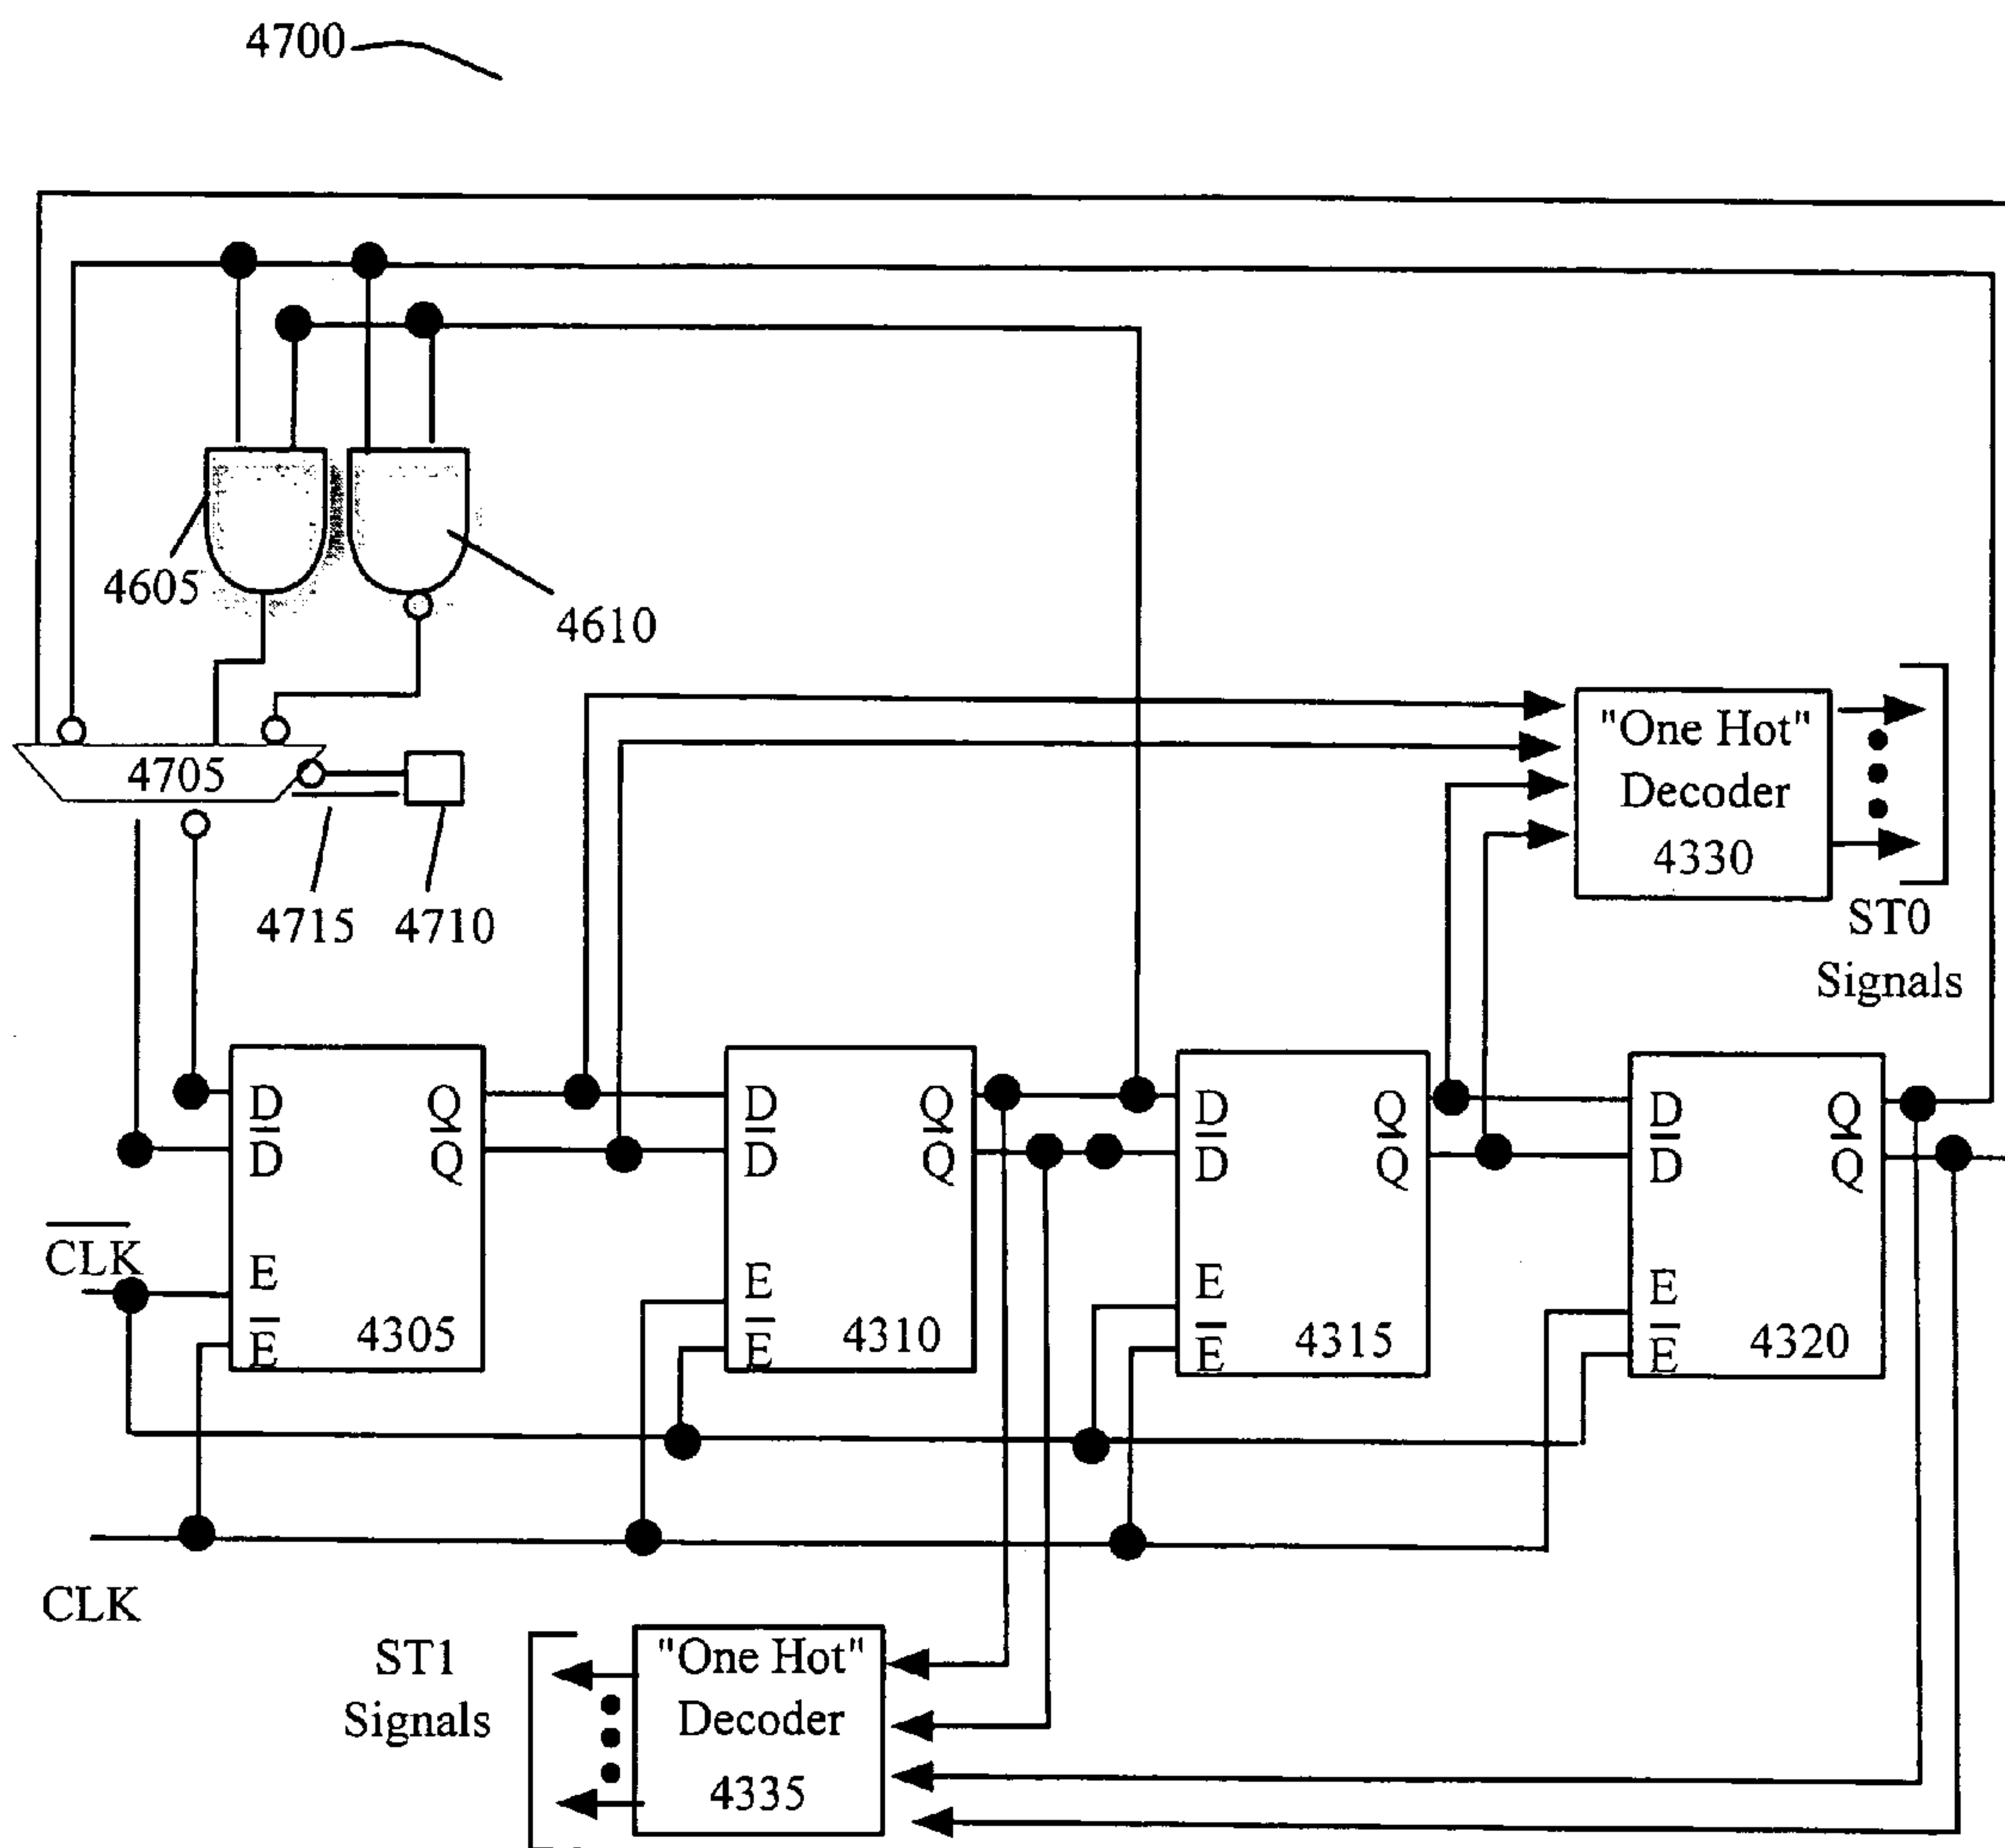 4700
4605
4610
4705
4715 4710
"One Hot"
Decoder
4330
ST0
Signals
D Q D Q D Q D Q
D̅ Q̅ D̅ Q̅ D̅ Q̅ D̅ Q̅
C̅L̅K̅
E E E E
E̅ 4305 E̅ 4310 E̅ 4315 E̅ 4320
CLK
ST1
Signals
"One Hot"
Decoder
4335